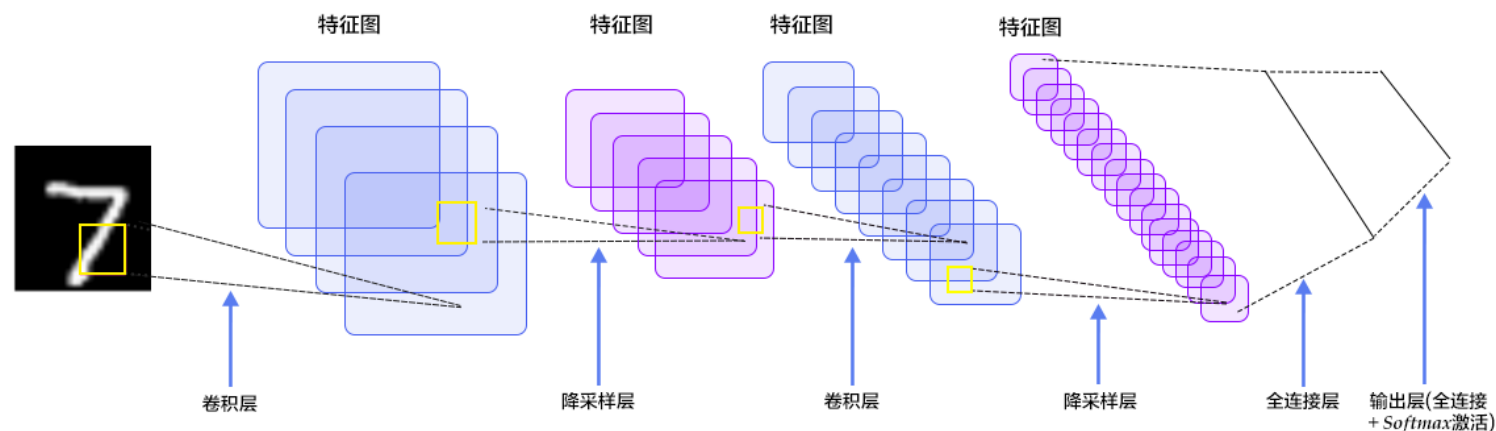 特征图
特征图
特征图
特征图
7
卷积层
降采样层
卷积层
降采样层
全连接层
输出层(全连接
+ Softmax激活)